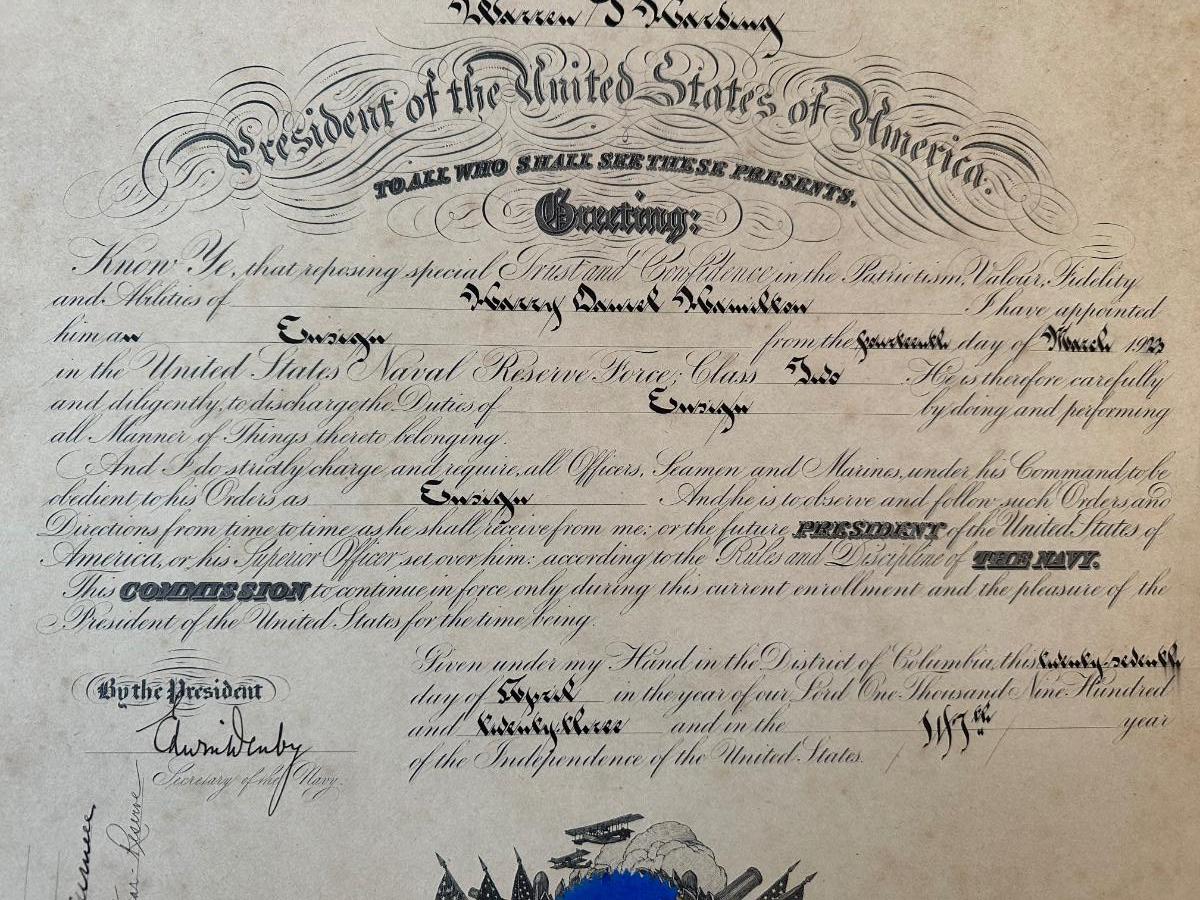 Warren G Harding
President of the United States of America.
TO ALL WHO SHALL SEE THESE PRESENTS,
Greeting:
Know Ye, that reposing special Trust and Confidence in the Patriotism, Valour, Fidelity
and Abilities of Harry Daniel Hamilton I have appointed
him an Ensign from the fourteenth day of March 1923
in the United States Naval Reserve Force; Class Two He is therefore carefully
and diligently, to discharge the Duties of Ensign by doing and performing
all Manner of Things thereto belonging.
And I do strictly charge, and require, all Officers, Seamen and Marines, under his Command to be
obedient to his Orders as Ensign And he is to observe and follow such Orders and
Directions from time to time as he shall receive from me; or the future PRESIDENT of the United States of
America, or his Superior Officer set over him: according to the Rules and Discipline of THE NAVY.
This COMMISSION to continue in force only during this current enrollment and the pleasure of the
President of the United States for the time being.
Given under my Hand in the District of Columbia, this twenty-seventh
day of April in the year of our Lord One Thousand Nine Hundred
and twenty-three and in the 147th year
of the Independence of the United States.
By the President
Edwin Denby
Secretary of the Navy.
Reserve